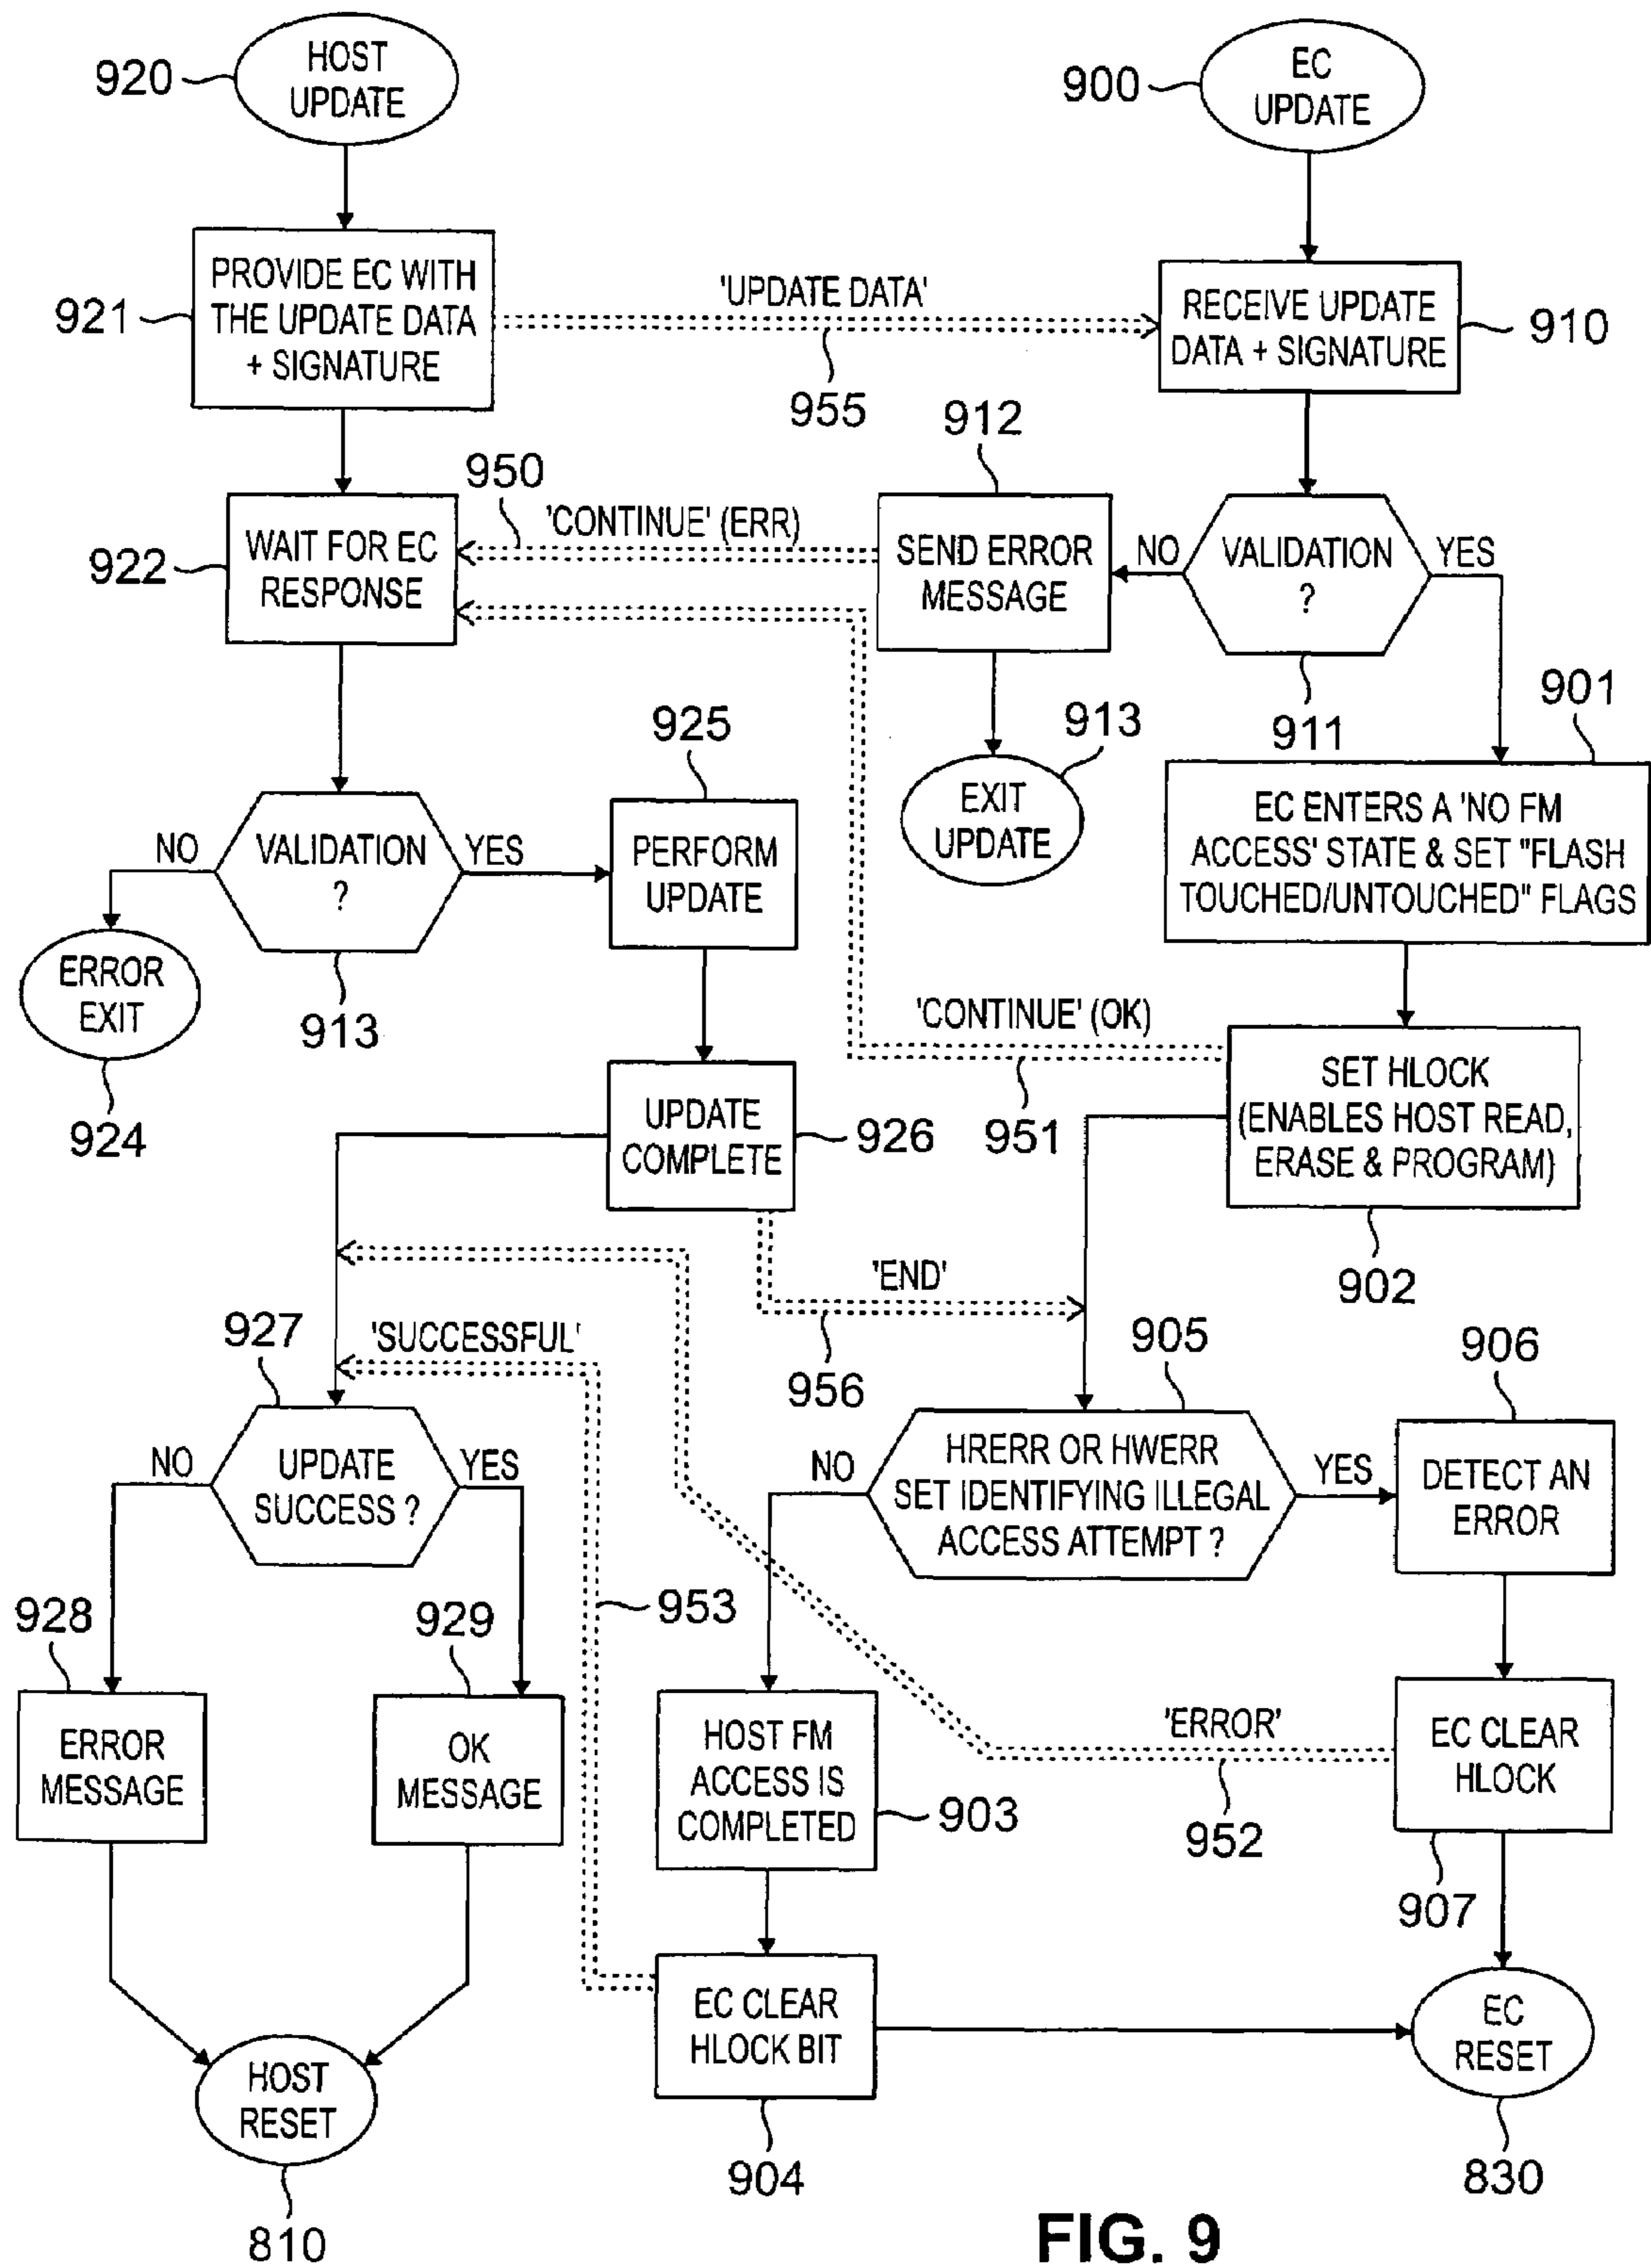 920
HOST
UPDATE
900
EC
UPDATE
921
PROVIDE EC WITH
THE UPDATE DATA
+ SIGNATURE
'UPDATE DATA'
955
RECEIVE UPDATE
DATA + SIGNATURE
910
912
950
'CONTINUE' (ERR)
922
WAIT FOR EC
RESPONSE
SEND ERROR
MESSAGE
NO
VALIDATION
?
YES
911
901
925
913
EXIT
UPDATE
EC ENTERS A 'NO FM
ACCESS' STATE & SET "FLASH
TOUCHED/UNTOUCHED" FLAGS
NO
VALIDATION
?
YES
913
PERFORM
UPDATE
ERROR
EXIT
924
'CONTINUE' (OK)
951
SET HLOCK
(ENABLES HOST READ,
ERASE & PROGRAM)
902
UPDATE
COMPLETE
926
'END'
956
927
'SUCCESSFUL'
905
906
NO
UPDATE
SUCCESS ?
YES
NO
HRERR OR HWERR
SET IDENTIFYING ILLEGAL
ACCESS ATTEMPT ?
YES
DETECT AN
ERROR
928
929
953
ERROR
MESSAGE
OK
MESSAGE
HOST FM
ACCESS IS
COMPLETED
903
'ERROR'
952
EC CLEAR
HLOCK
907
EC CLEAR
HLOCK BIT
904
EC
RESET
830
HOST
RESET
810
FIG. 9